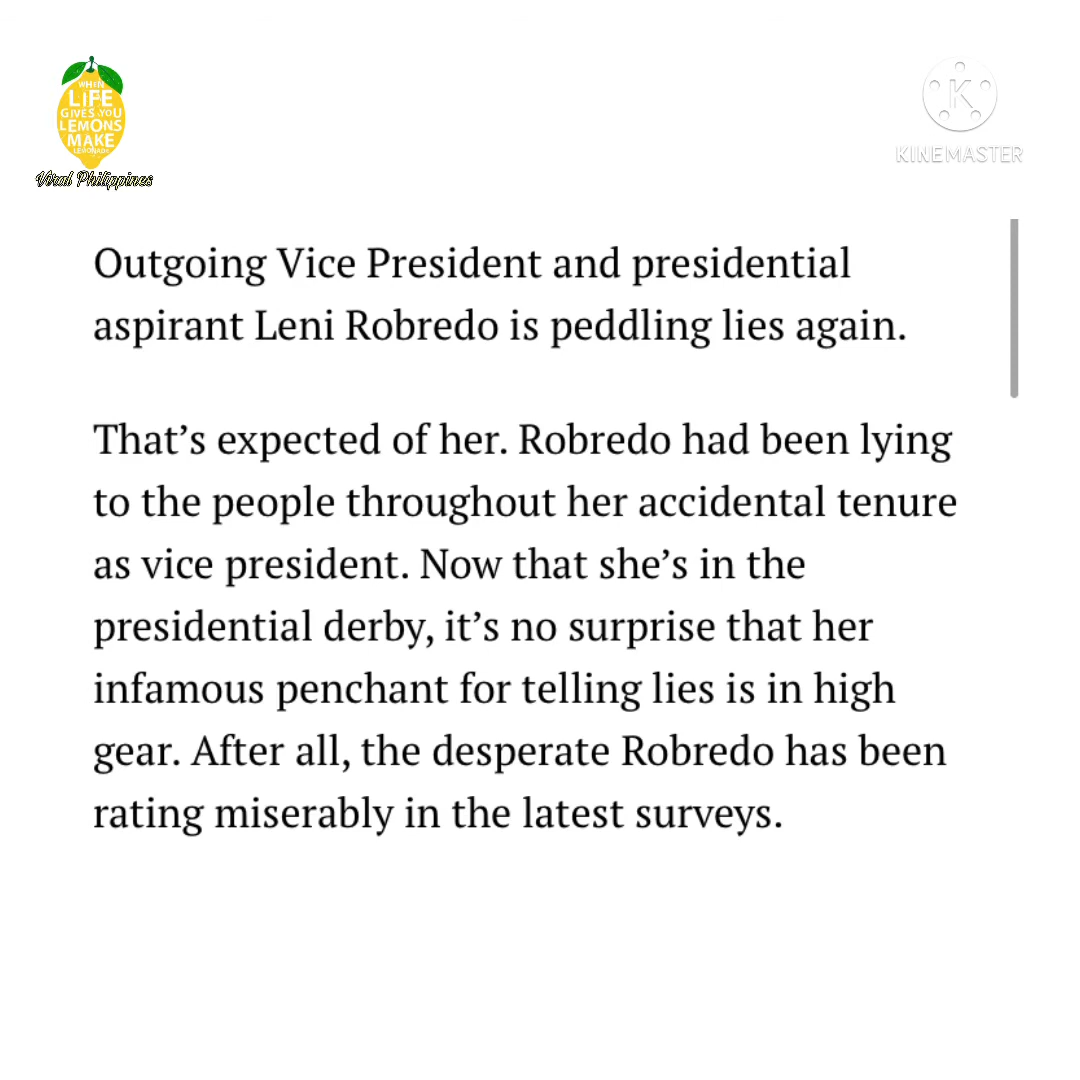 WHEN
LIFE
GIVES YOU
LEMONS
MAKE
LEMONADE
Viral Philippines
KINEMASTER
Outgoing Vice President and presidential
aspirant Leni Robredo is peddling lies again.
That’s expected of her. Robredo had been lying
to the people throughout her accidental tenure
as vice president. Now that she’s in the
presidential derby, it’s no surprise that her
infamous penchant for telling lies is in high
gear. After all, the desperate Robredo has been
rating miserably in the latest surveys.